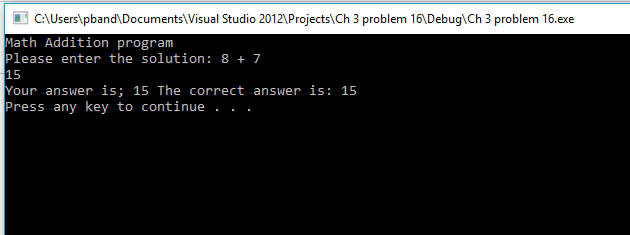 C:\Users\pband\Documents\Visual Studio 2012\Projects\Ch 3 problem 16\Debug\Ch 3 problem 16.exe
Math Addition program
Please enter the solution: 8 + 7
15
Your answer is; 15 The correct answer is: 15
Press any key to continue . . .